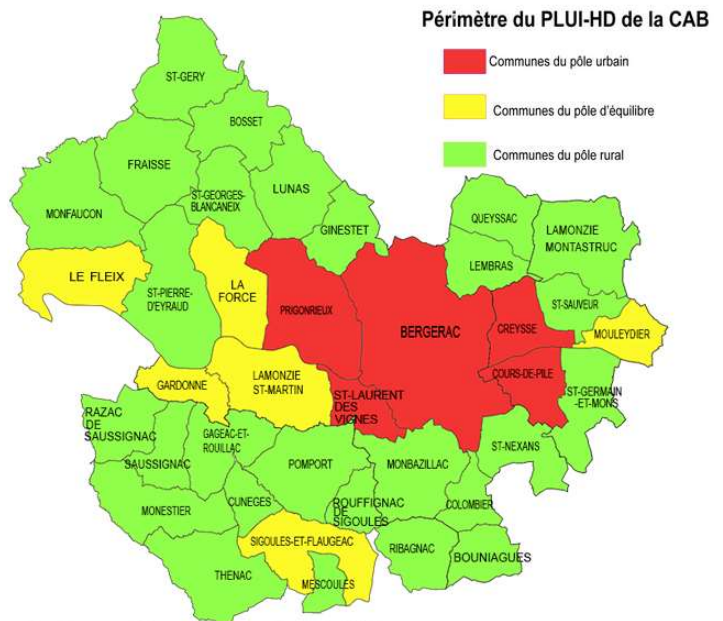 Périmètre du PLUI-HD de la CAB
Communes du pôle urbain
Communes du pôle d'équilibre
Communes du pôle rural
ST-GERY
BOSSET
FRAISSE
ST-GEORGES-
BLANCANEIX
LUNAS
MONFAUCON
GINESTET
QUEYSSAC
LAMONZIE
MONTASTRUC
LEMBRAS
LE FLEIX
ST-PIERRE-
D'EYRAUD
LA
FORCE
PRIGONRIEUX
BERGERAC
CREYSSE
ST-SAUVEUR
MOULEYDIER
GARDONNE
LAMONZIE
ST-MARTIN
ST-LAURENT
DES
VIGNES
COURS-DE-PILE
ST-GERMAIN
-ET-MONS
RAZAC
DE
SAUSSIGNAC
SAUSSIGNAC
GAGEAC-ET-
ROUILLAC
POMPORT
MONBAZILLAC
ST-NEXANS
MONESTIER
CUNEGES
ROUFFIGNAC
DE
SIGOULES
COLOMBIER
SIGOULES-ET-FLAUGEAC
RIBAGNAC
BOUNIAGUES
THENAC
MESCOULES